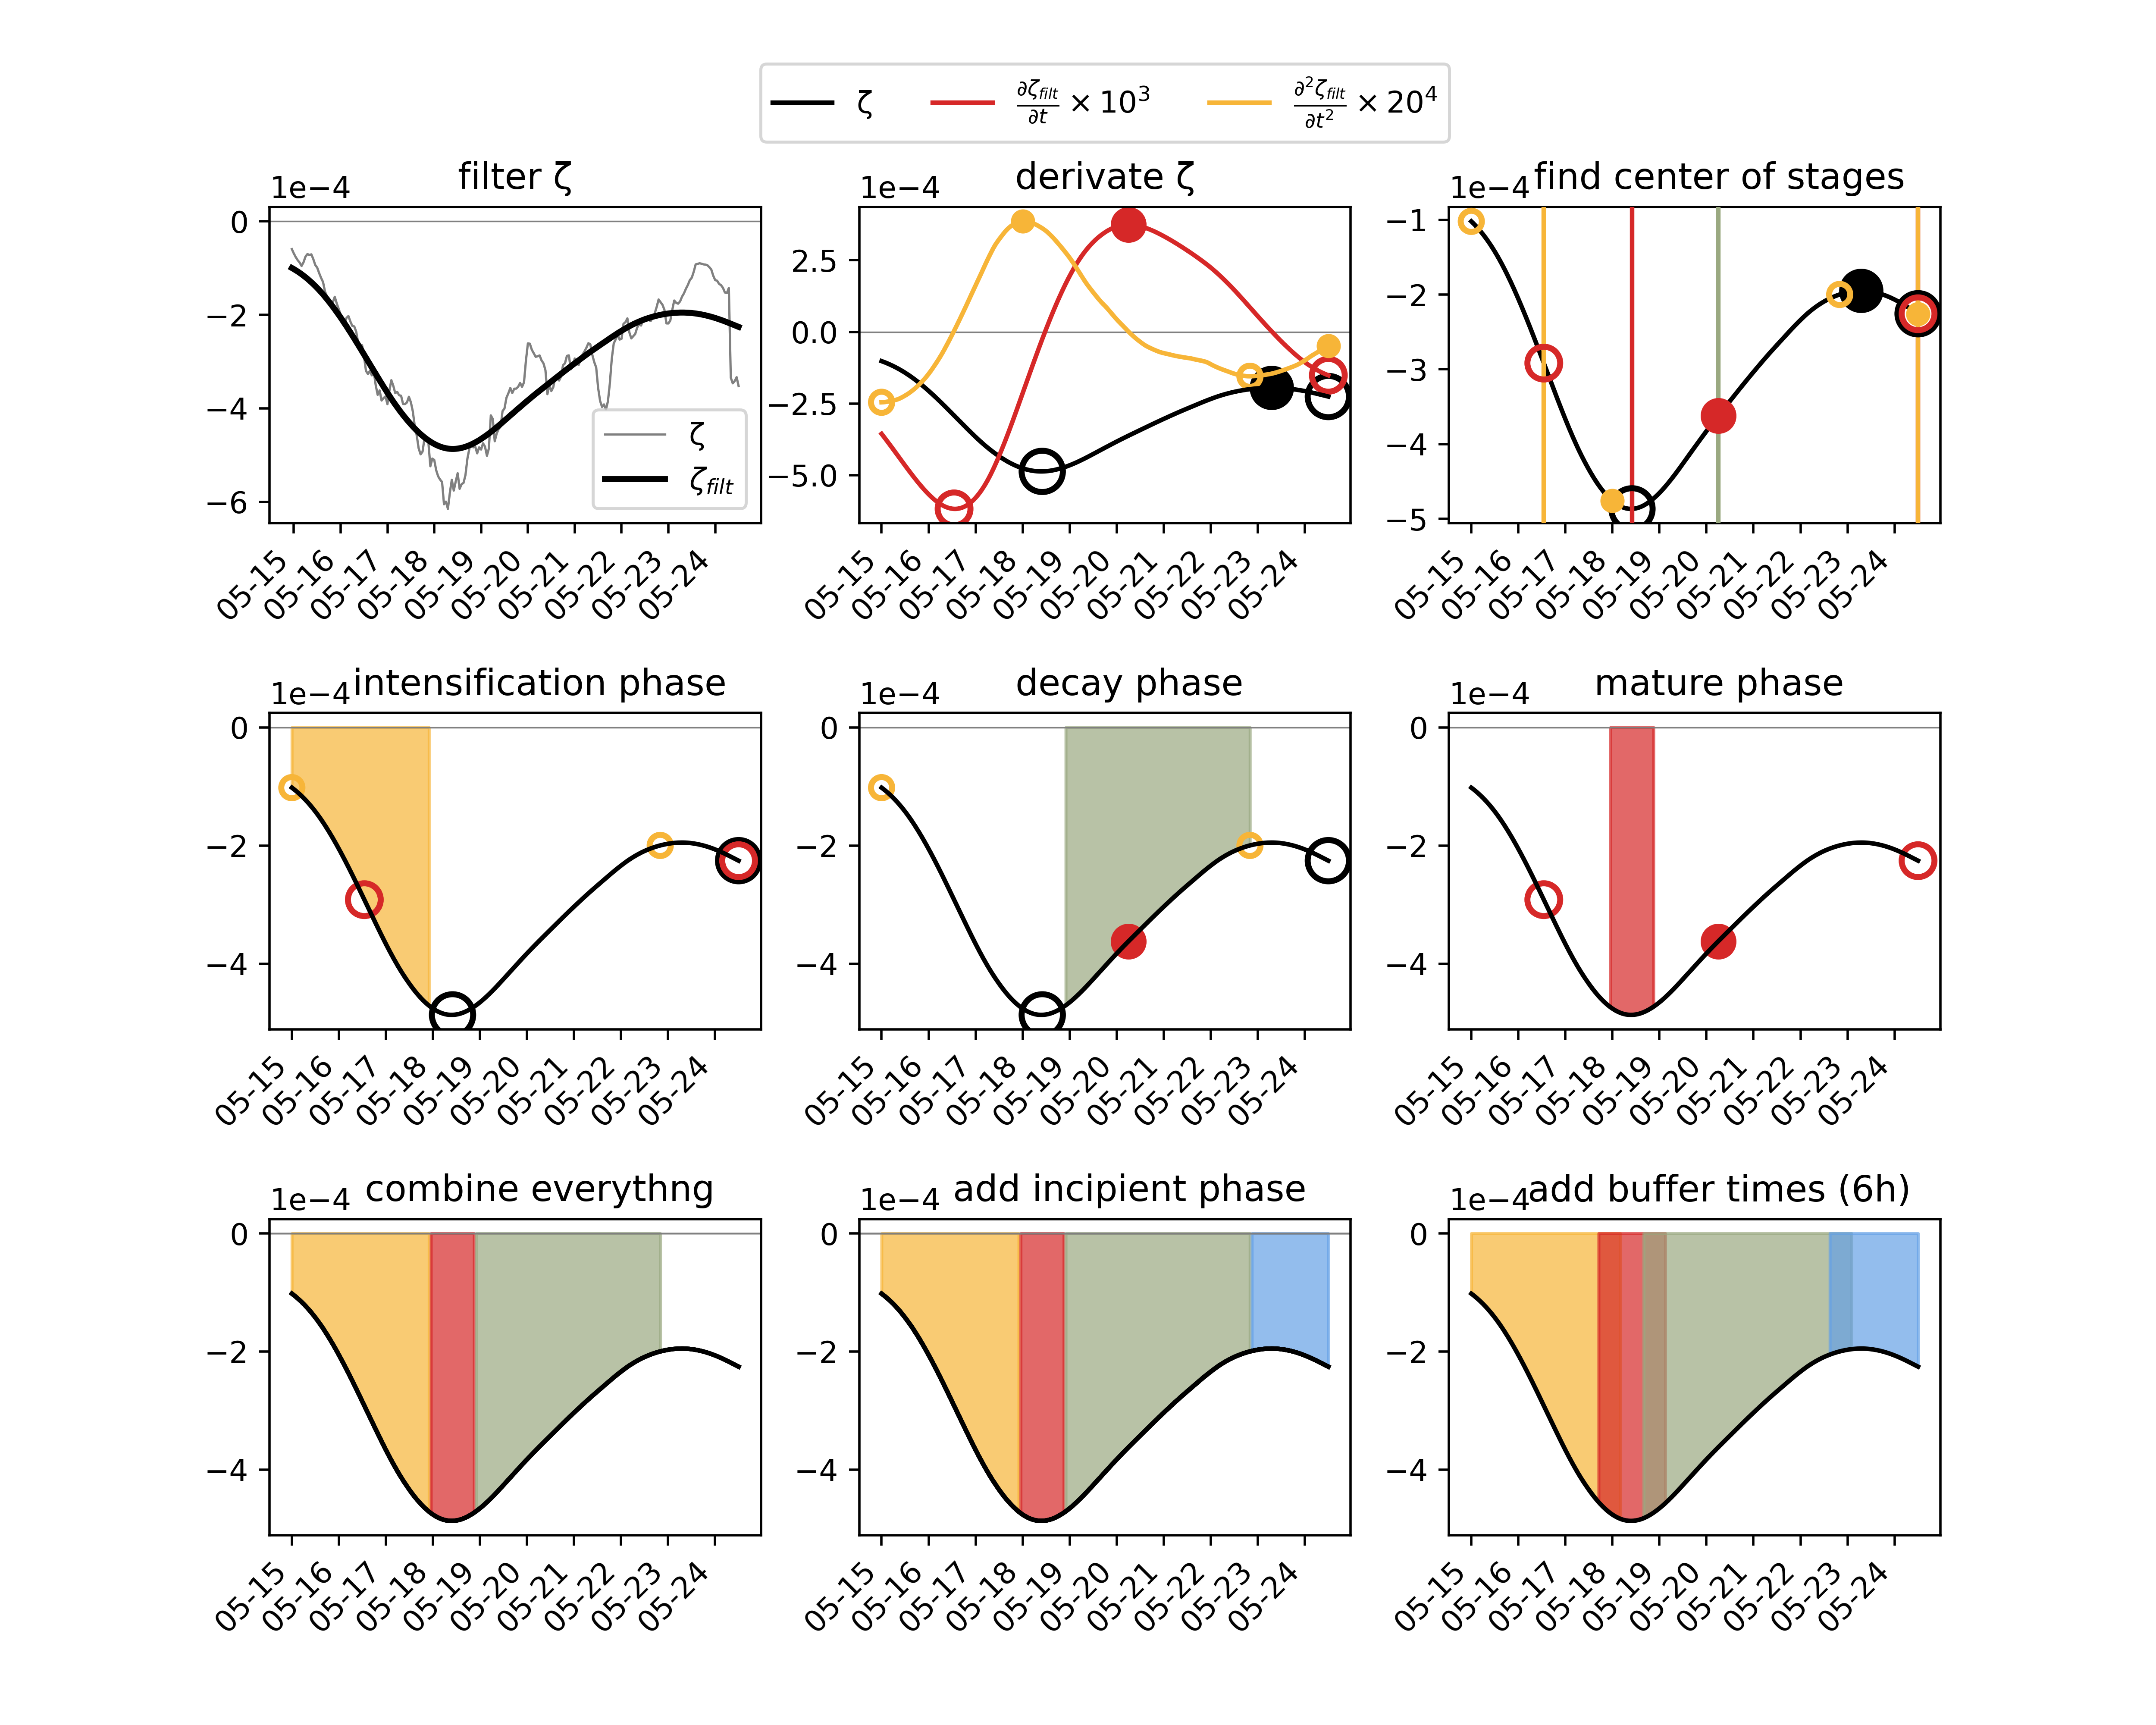 ζ ∂ζ_filt/∂t × 10³ ∂²ζ_filt/∂t² × 20⁴
filter ζ
1e−4
0
−2
−4
−6
ζ
ζ_filt
05-15 05-16 05-17 05-18 05-19 05-20 05-21 05-22 05-23 05-24
derivate ζ
1e−4
2.5
0.0
−2.5
−5.0
05-15 05-16 05-17 05-18 05-19 05-20 05-21 05-22 05-23 05-24
find center of stages
1e−4
−1
−2
−3
−4
−5
05-15 05-16 05-17 05-18 05-19 05-20 05-21 05-22 05-23 05-24
intensification phase
1e−4
0
−2
−4
05-15 05-16 05-17 05-18 05-19 05-20 05-21 05-22 05-23 05-24
decay phase
1e−4
0
−2
−4
05-15 05-16 05-17 05-18 05-19 05-20 05-21 05-22 05-23 05-24
mature phase
1e−4
0
−2
−4
05-15 05-16 05-17 05-18 05-19 05-20 05-21 05-22 05-23 05-24
combine everythng
1e−4
0
−2
−4
05-15 05-16 05-17 05-18 05-19 05-20 05-21 05-22 05-23 05-24
add incipient phase
1e−4
0
−2
−4
05-15 05-16 05-17 05-18 05-19 05-20 05-21 05-22 05-23 05-24
add buffer times (6h)
1e−4
0
−2
−4
05-15 05-16 05-17 05-18 05-19 05-20 05-21 05-22 05-23 05-24